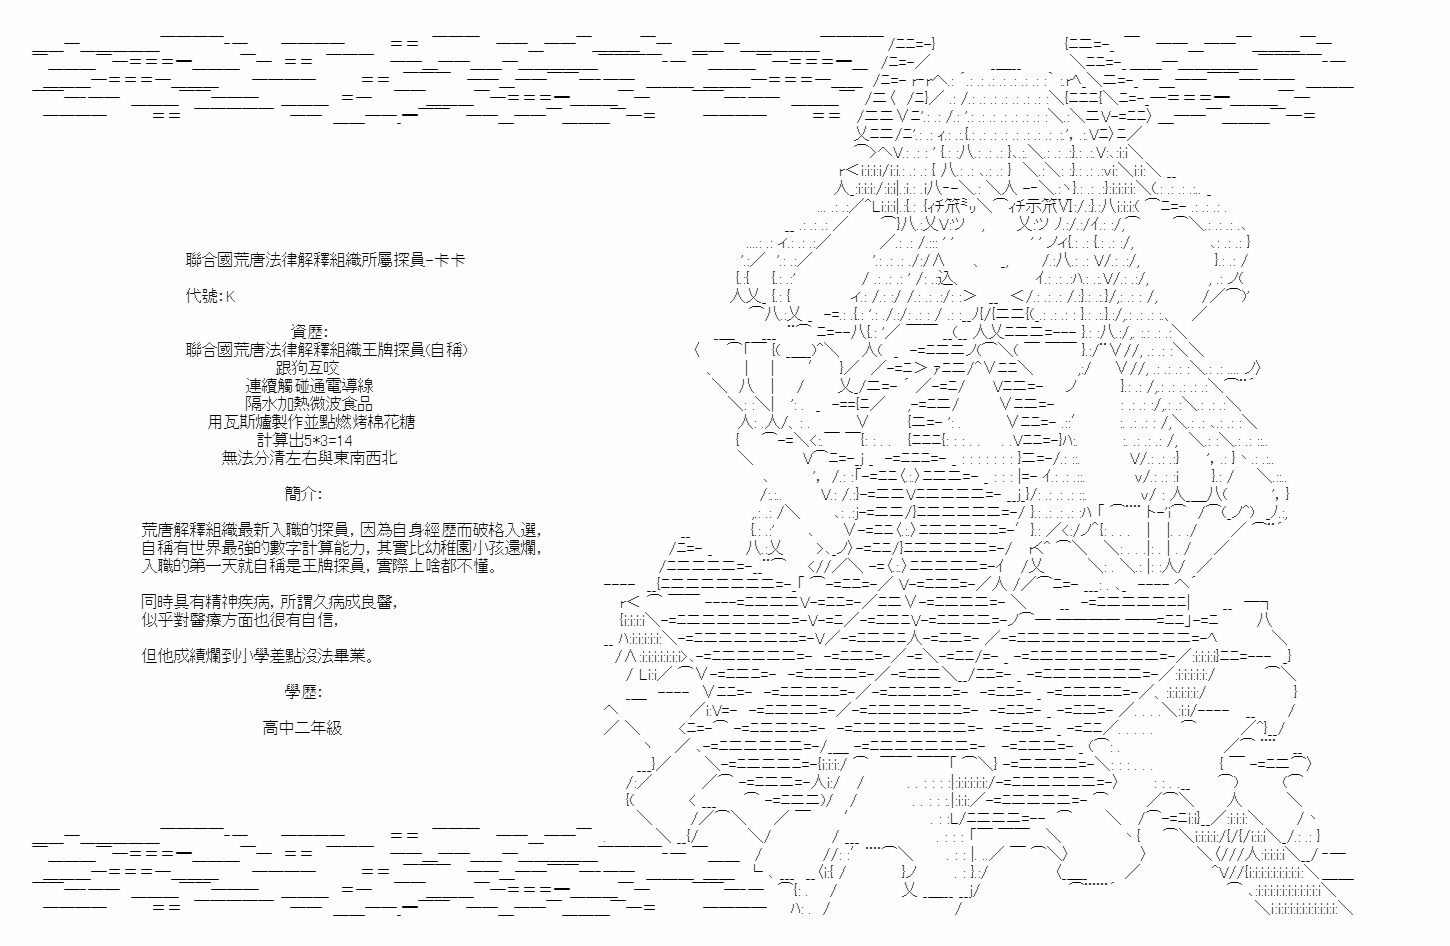 聯合國荒唐法律解釋組織所屬探員-卡卡
代號:K
資歷:
聯合國荒唐法律解釋組織王牌探員(自稱)
跟狗互咬
連續觸碰通電導線
隔水加熱微波食品
用瓦斯爐製作並點燃烤棉花糖
計算出5*3=14
無法分清左右與東南西北
簡介:
荒唐解釋組織最新入職的探員,因為自身經歷而破格入選,
自稱有世界最強的數字計算能力,其實比幼稚園小孩還爛,
入職的第一天就自稱是王牌探員,實際上啥都不懂。
同時具有精神疾病,所謂久病成良醫,
似乎對醫療方面也很有自信,
但他成績爛到小學差點沒法畢業。
學歷:
高中二年級